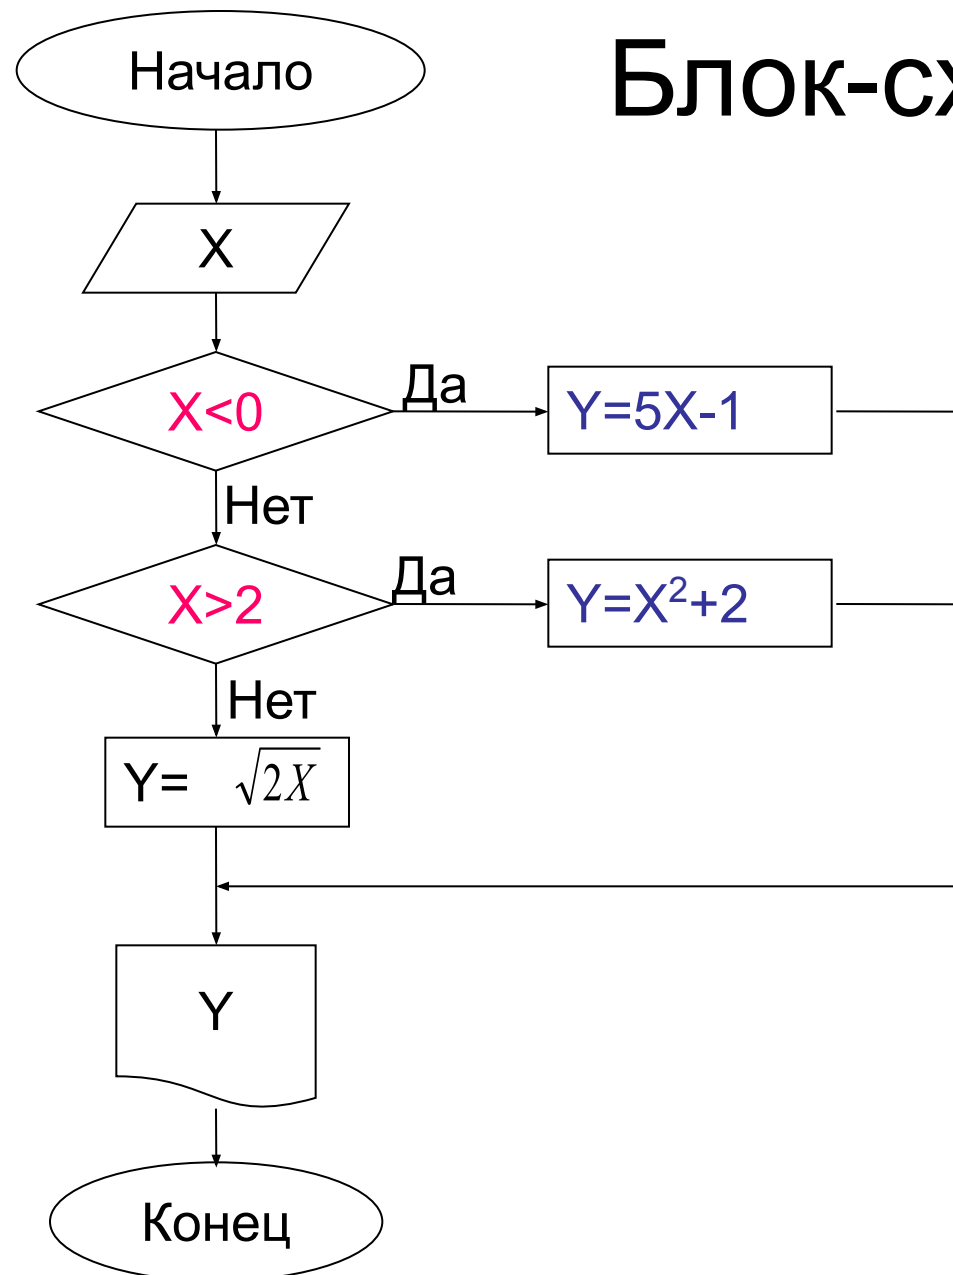 Начало
Блок-сх
X
X<0
Да
Y=5X-1
Нет
X>2
Да
Y=X²+2
Нет
Y= √2X
Y
Конец